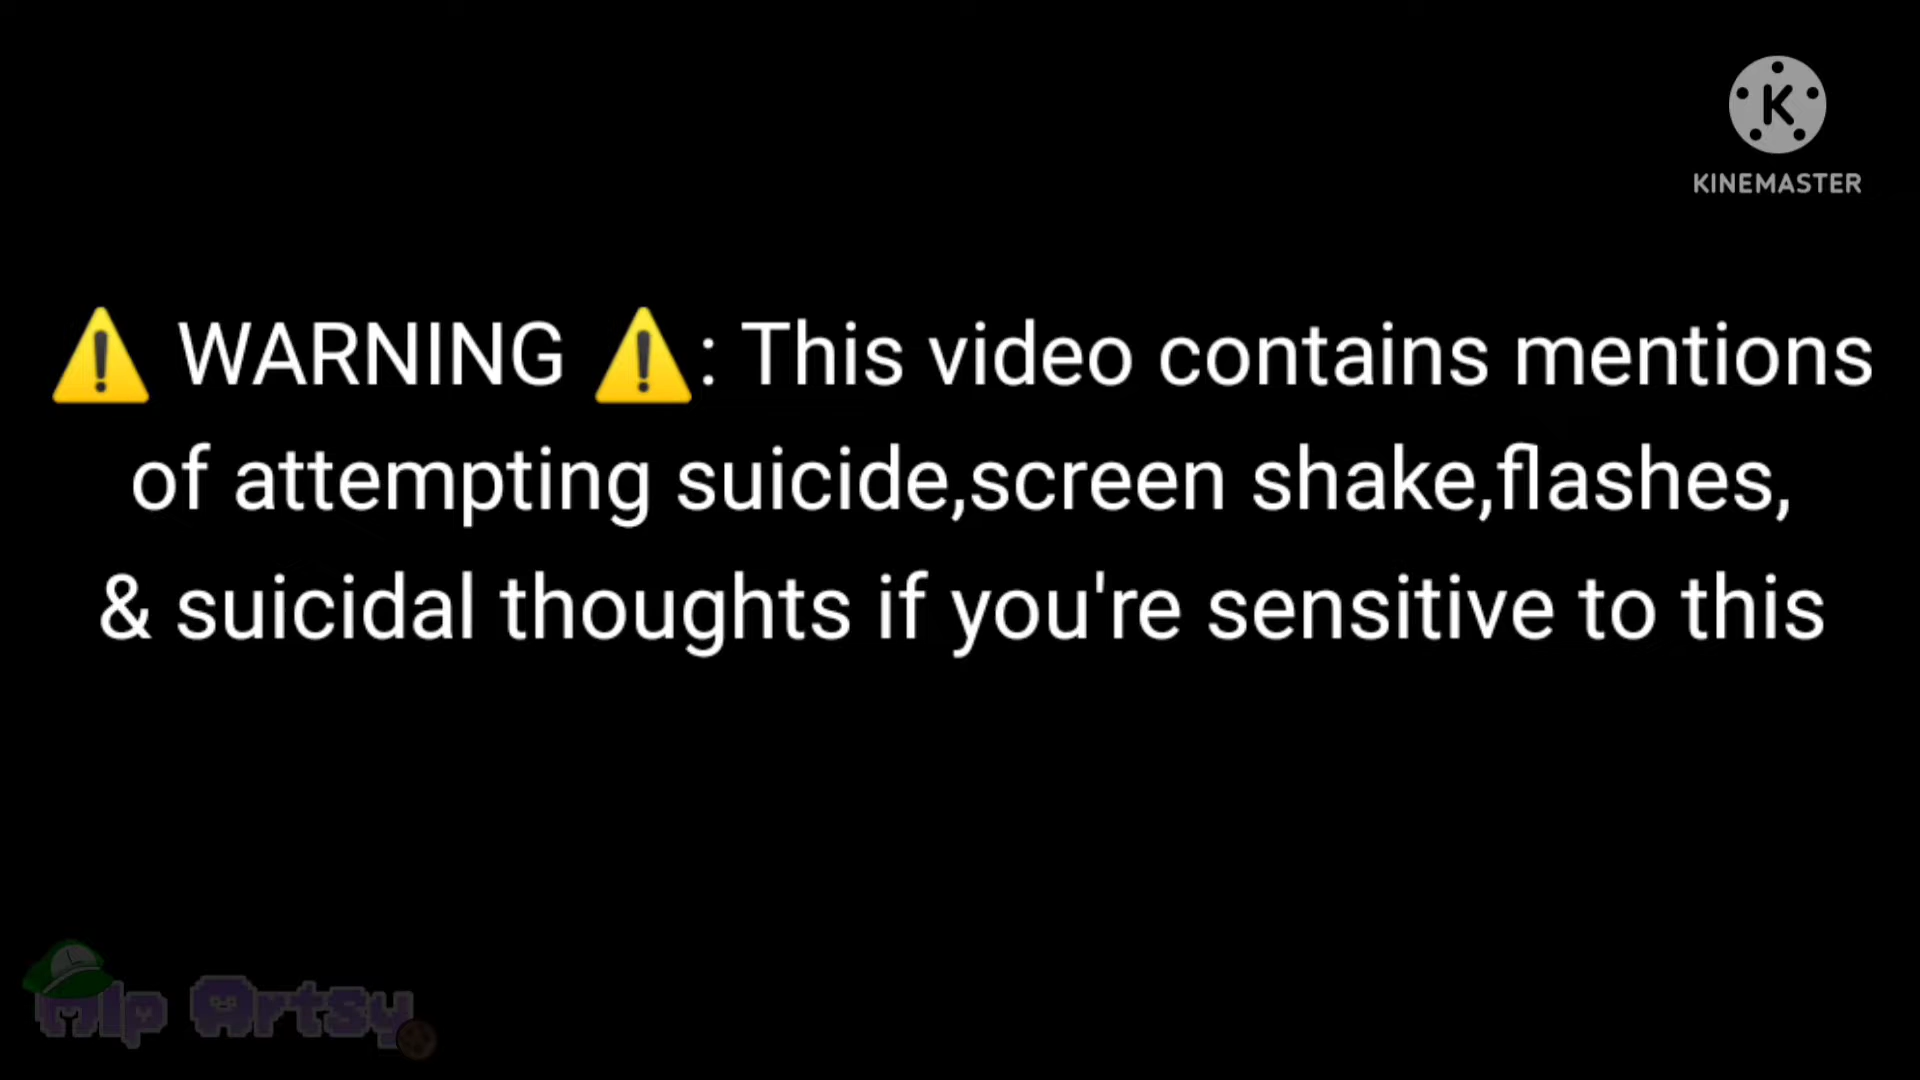 KINEMASTER
⚠️ WARNING ⚠️: This video contains mentions
of attempting suicide,screen shake,flashes,
& suicidal thoughts if you're sensitive to this
Artsy